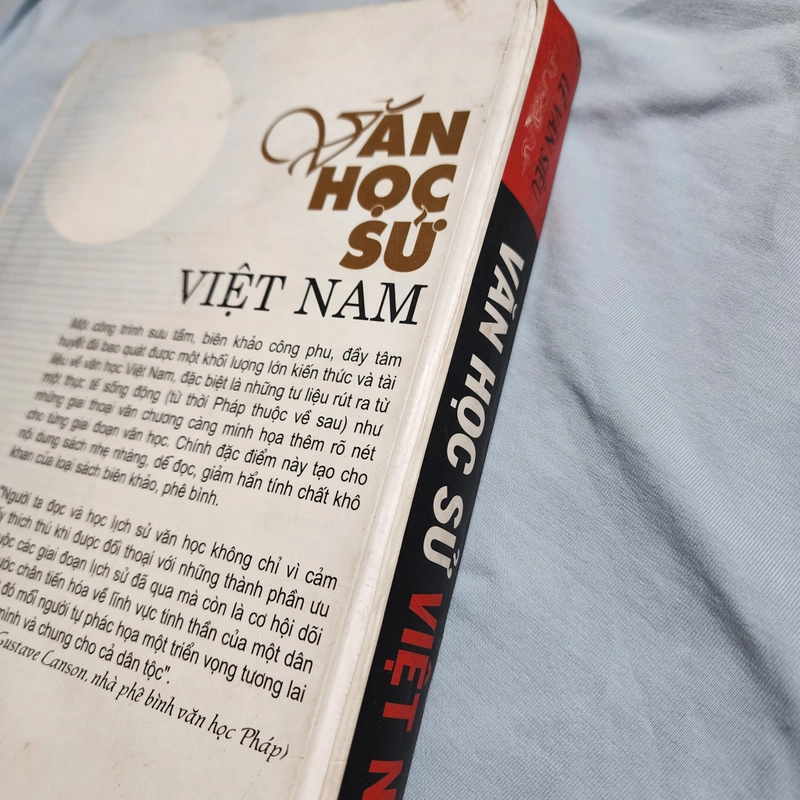 VĂN
HỌC
SỬ
VIỆT NAM
Một công trình sưu tầm, biên khảo công phu, đầy tâm
huyết đã bao quát được một khối lượng lớn kiến thức và tài
liệu về văn học Việt Nam, đặc biệt là những tư liệu rút ra từ
một thực tế sống động (từ thời Pháp thuộc về sau) như
những giai thoại văn chương càng minh họa thêm rõ nét
cho từng giai đoạn văn học. Chính đặc điểm này tạo cho
nội dung sách nhẹ nhàng, dễ đọc, giảm hẳn tính chất khô
khan của loại sách biên khảo, phê bình.
"Người ta đọc và học lịch sử văn học không chỉ vì cảm
thích thú khi được đối thoại với những thành phần ưu
các giai đoạn lịch sử đã qua mà còn là cơ hội dõi
chân tiến hóa về lĩnh vực tinh thần của một dân
đó mỗi người tự phác họa một triển vọng tương lai
mình và chung cho cả dân tộc".
Gustave Lanson, nhà phê bình văn học Pháp)
LÊ VĂN SIÊU
VĂN HỌC SỬ VIỆT N